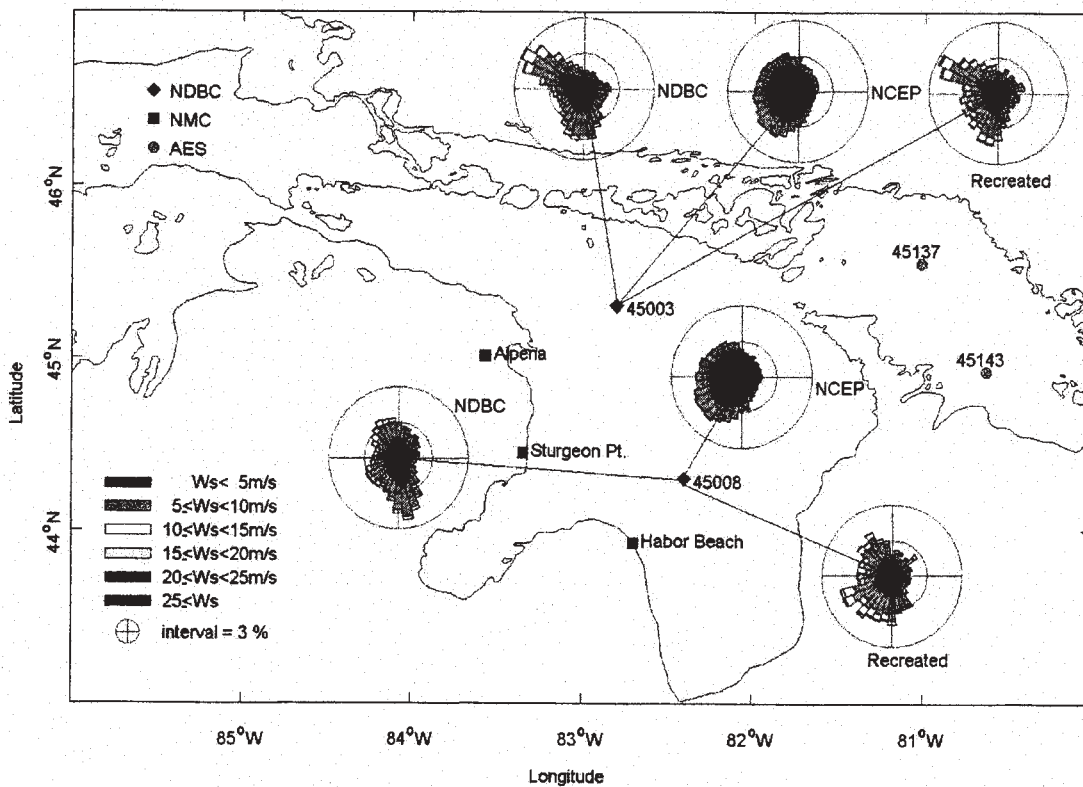 NDBC
NMC
AES
NDBC
NCEP
Recreated
46°N
45°N
44°N
Latitude
45137
45003
45143
Alperia
NDBC
NCEP
Sturgeon Pt.
45008
Habor Beach
Recreated
Ws< 5m/s
5≤Ws<10m/s
10≤Ws<15m/s
15≤Ws<20m/s
20≤Ws<25m/s
25≤Ws
interval = 3 %
85°W
84°W
83°W
82°W
81°W
Longitude